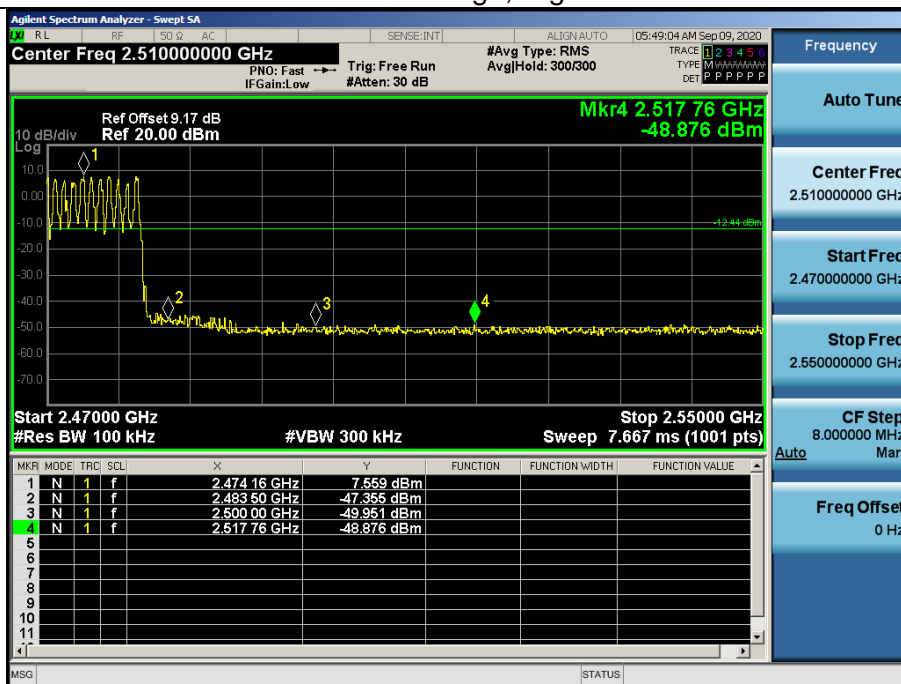 Agilent Spectrum Analyzer - Swept SA
LXI RL RF 50 Ω AC SENSE:INT ALIGN AUTO 05:49:04 AM Sep 09, 2020
Center Freq 2.510000000 GHz
PNO: Fast
IFGain:Low
Trig: Free Run
#Atten: 30 dB
#Avg Type: RMS
Avg|Hold: 300/300
TRACE 1 2 3 4 5 6
TYPE M W W W W W
DET P P P P P P
Ref Offset 9.17 dB
10 dB/div Ref 20.00 dBm
Log
Mkr4 2.517 76 GHz
-48.876 dBm
10.0
0.00
-10.0
-20.0
-30.0
-40.0
-50.0
-60.0
-70.0
1
2
3
4
-12.44 dBm
Start 2.47000 GHz Stop 2.55000 GHz
#Res BW 100 kHz #VBW 300 kHz Sweep 7.667 ms (1001 pts)
MKR MODE TRC SCL X Y FUNCTION FUNCTION WIDTH FUNCTION VALUE
1 N 1 f 2.474 16 GHz 7.559 dBm
2 N 1 f 2.483 50 GHz -47.355 dBm
3 N 1 f 2.500 00 GHz -49.951 dBm
4 N 1 f 2.517 76 GHz -48.876 dBm
5
6
7
8
9
10
11
MSG STATUS
Frequency
Auto Tune
Center Freq
2.510000000 GHz
Start Freq
2.470000000 GHz
Stop Freq
2.550000000 GHz
CF Step
8.000000 MHz
Auto Man
Freq Offset
0 Hz